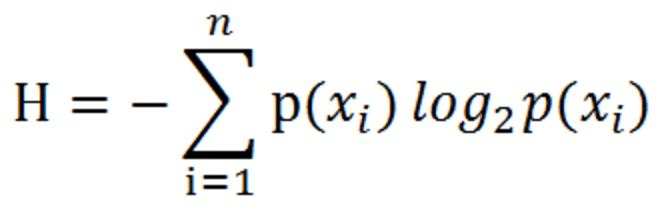 H = − ∑_{i=1}^{n} p(x_i) log_2 p(x_i)